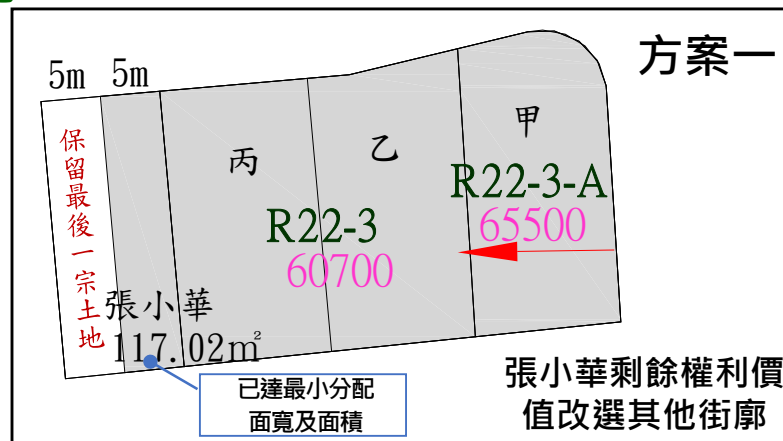 方案一
5m 5m
保留最後一宗土地
丙
乙
甲
R22-3-A
65500
R22-3
60700
張小華
117.02㎡
已達最小分配
面寬及面積
張小華剩餘權利價
值改選其他街廓